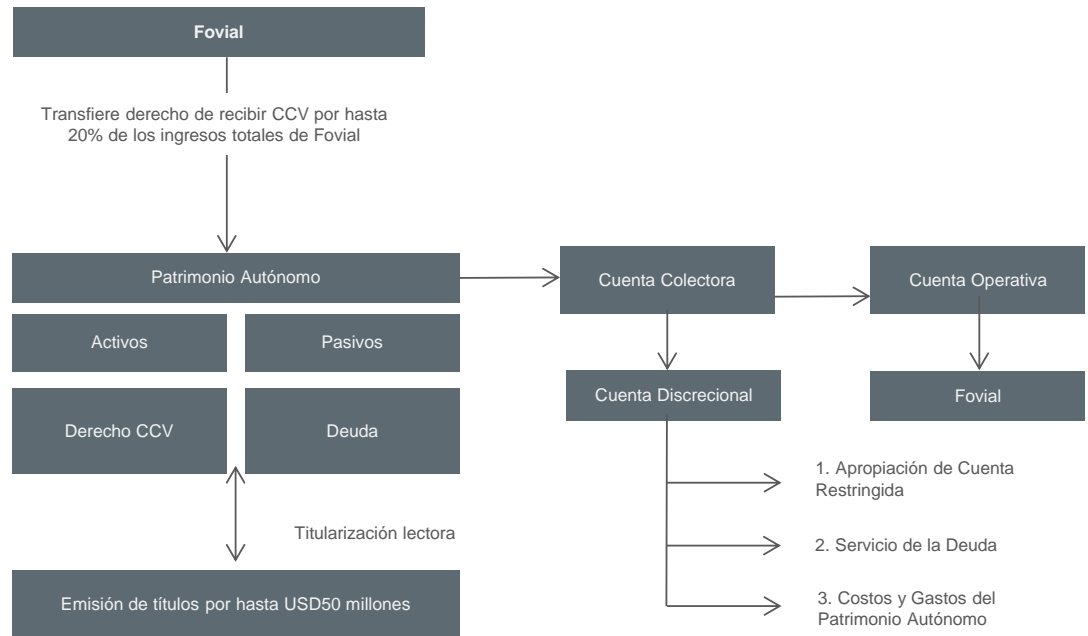 Fovial
Transfiere derecho de recibir CCV por hasta
20% de los ingresos totales de Fovial
Patrimonio Autónomo
Cuenta Colectora
Cuenta Operativa
Activos
Pasivos
Cuenta Discrecional
Fovial
Derecho CCV
Deuda
1. Apropiación de Cuenta
Restringida
Titularización lectora
2. Servicio de la Deuda
Emisión de títulos por hasta USD50 millones
3. Costos y Gastos del
Patrimonio Autónomo